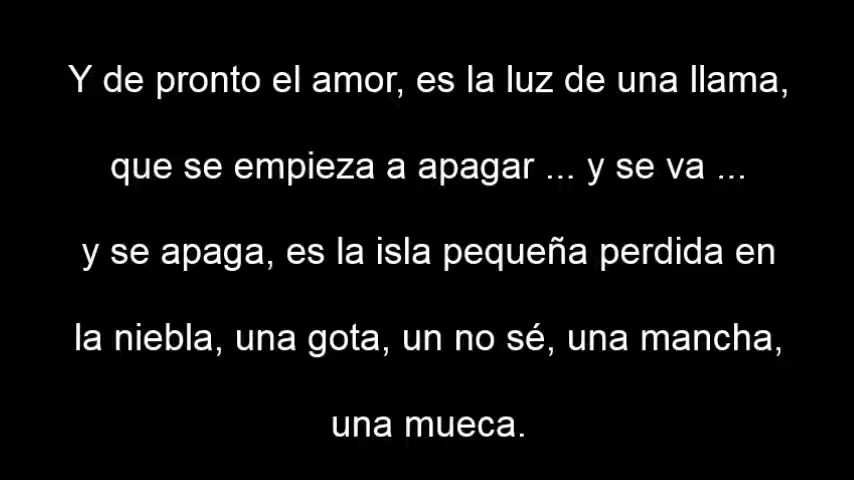 Y de pronto el amor, es la luz de una llama,
que se empieza a apagar ... y se va ...
y se apaga, es la isla pequeña perdida en
la niebla, una gota, un no sé, una mancha,
una mueca.